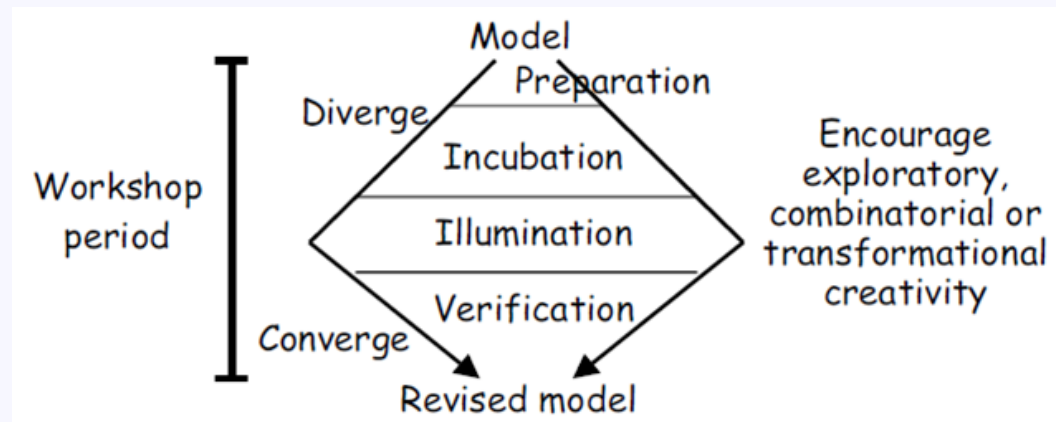 Model
Preparation
Diverge
Incubation
Workshop
period
Illumination
Verification
Converge
Revised model
Encourage
exploratory,
combinatorial or
transformational
creativity